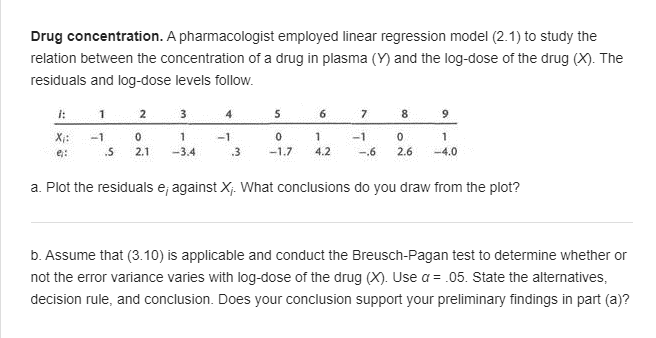 Drug concentration. A pharmacologist employed linear regression model (2.1) to study the
relation between the concentration of a drug in plasma (Y) and the log-dose of the drug (X). The
residuals and log-dose levels follow.
i: 1 2 3 4 5 6 7 8 9
Xi: −1 0 1 −1 0 1 −1 0 1
ei: .5 2.1 −3.4 .3 −1.7 4.2 −.6 2.6 −4.0
a. Plot the residuals ei against Xi. What conclusions do you draw from the plot?
b. Assume that (3.10) is applicable and conduct the Breusch-Pagan test to determine whether or
not the error variance varies with log-dose of the drug (X). Use α = .05. State the alternatives,
decision rule, and conclusion. Does your conclusion support your preliminary findings in part (a)?